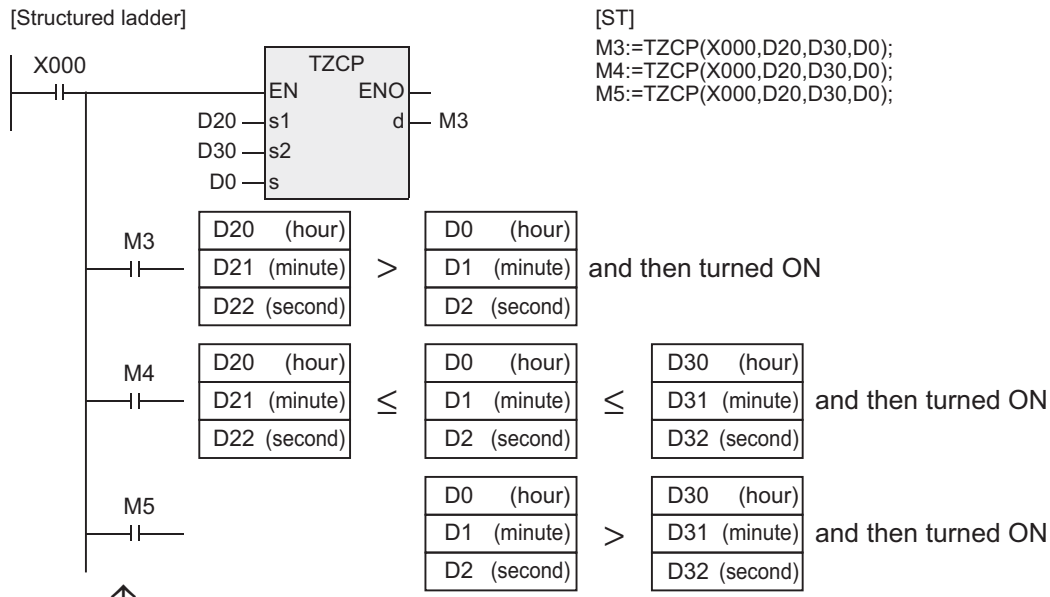 [Structured ladder]
[ST]
M3:=TZCP(X000,D20,D30,D0);
M4:=TZCP(X000,D20,D30,D0);
M5:=TZCP(X000,D20,D30,D0);
X000
TZCP
EN ENO
D20 s1 d M3
D30 s2
D0 s
M3
D20 (hour) D0 (hour)
D21 (minute) > D1 (minute) and then turned ON
D22 (second) D2 (second)
M4
D20 (hour) D0 (hour) D30 (hour)
D21 (minute) ≤ D1 (minute) ≤ D31 (minute) and then turned ON
D22 (second) D2 (second) D32 (second)
M5
D0 (hour) D30 (hour)
D1 (minute) > D31 (minute) and then turned ON
D2 (second) D32 (second)